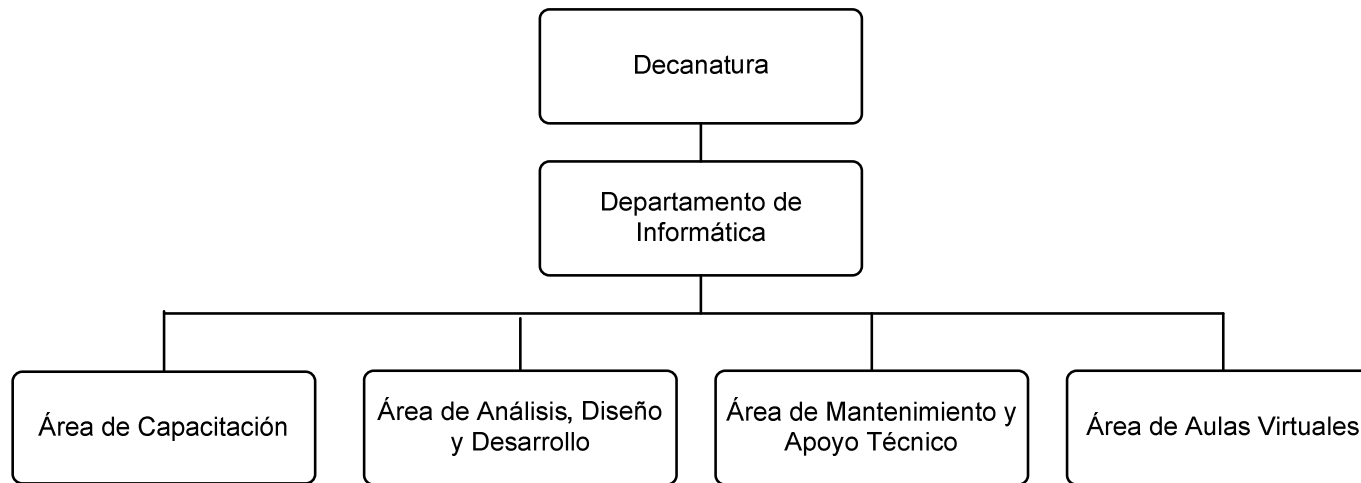 Decanatura
Departamento de
Informática
Área de Capacitación
Área de Análisis, Diseño
y Desarrollo
Área de Mantenimiento y
Apoyo Técnico
Área de Aulas Virtuales